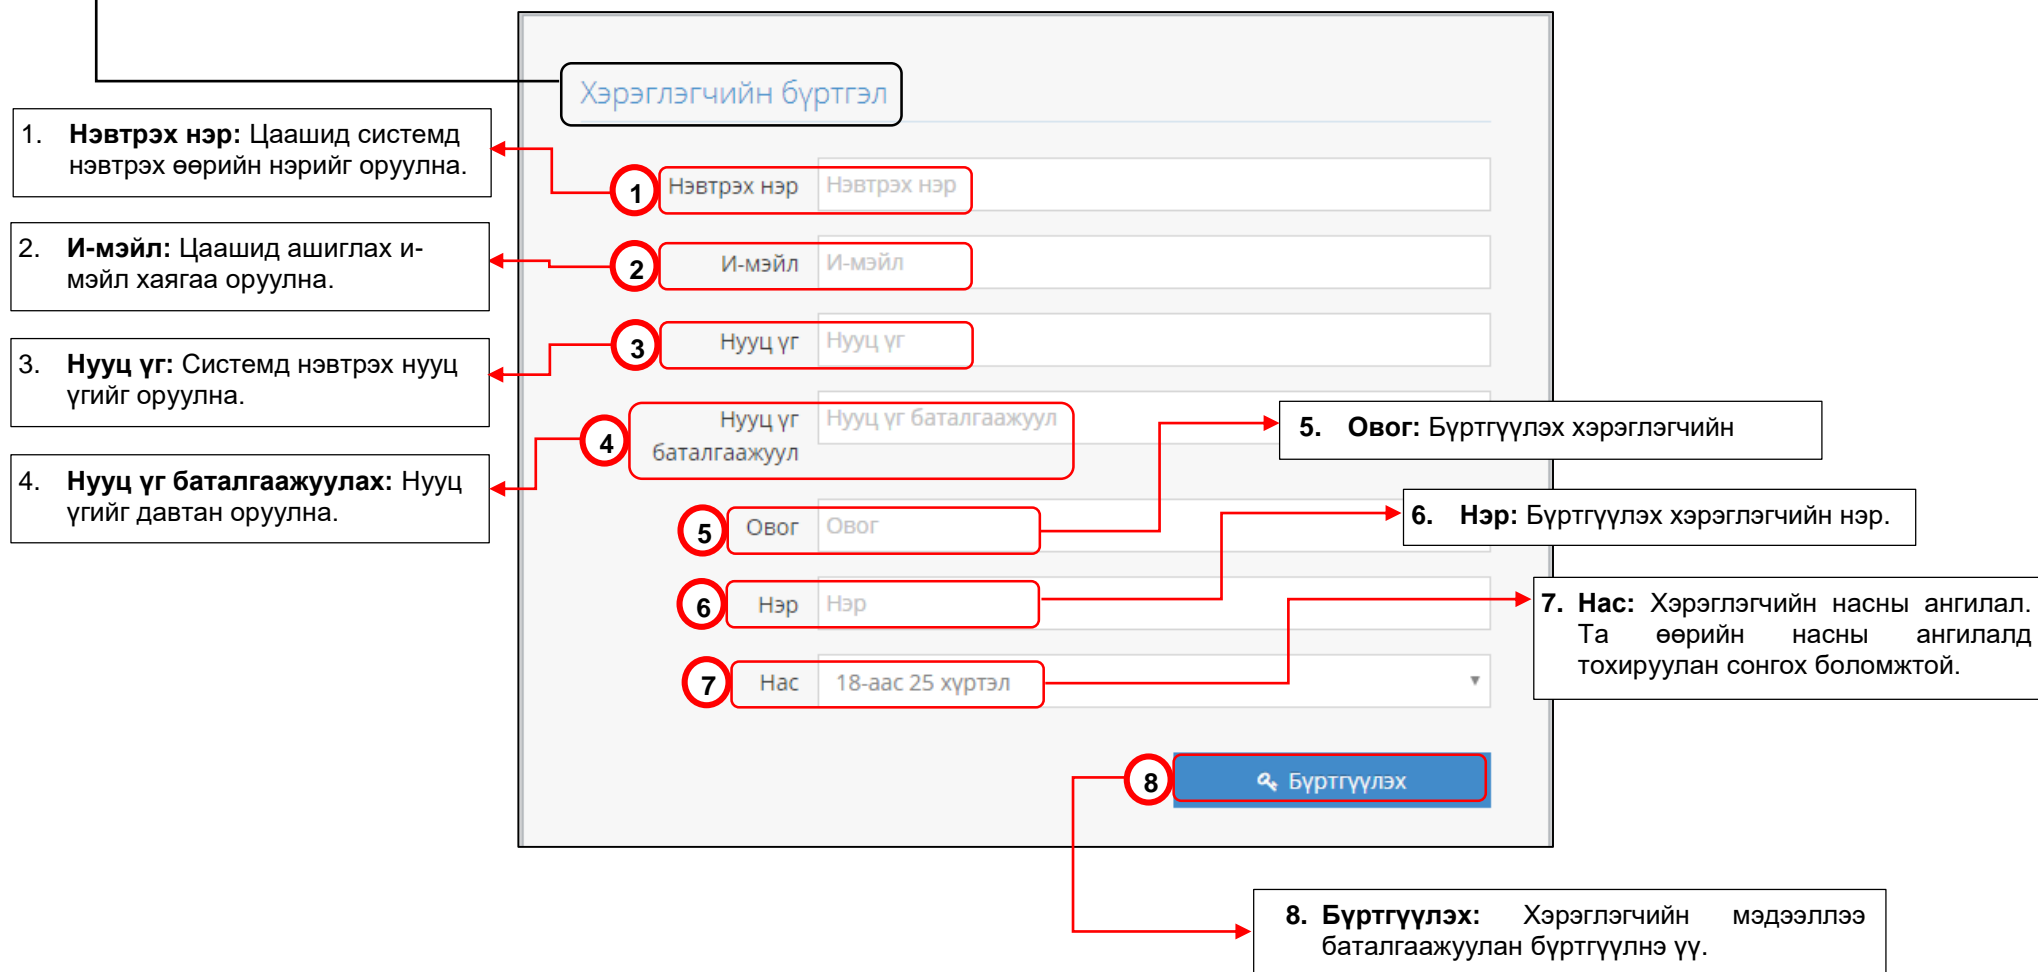 Хэрэглэгчийн бүртгэл
1. Нэвтрэх нэр: Цаашид системд
нэвтрэх өөрийн нэрийг оруулна.
2. И-мэйл: Цаашид ашиглах и-
мэйл хаягаа оруулна.
3. Нууц үг: Системд нэвтрэх нууц
үгийг оруулна.
4. Нууц үг баталгаажуулах: Нууц
үгийг давтан оруулна.
1 Нэвтрэх нэр Нэвтрэх нэр
2 И-мэйл И-мэйл
3 Нууц үг Нууц үг
4 Нууц үг Нууц үг баталгаажуул
баталгаажуул
5 Овог Овог
6 Нэр Нэр
7 Нас 18-аас 25 хүртэл
8 Бүртгүүлэх
5. Овог: Бүртгүүлэх хэрэглэгчийн
6. Нэр: Бүртгүүлэх хэрэглэгчийн нэр.
7. Нас: Хэрэглэгчийн насны ангилал.
Та өөрийн насны ангилалд
тохируулан сонгох боломжтой.
8. Бүртгүүлэх: Хэрэглэгчийн мэдээллээ
баталгаажуулан бүртгүүлнэ үү.